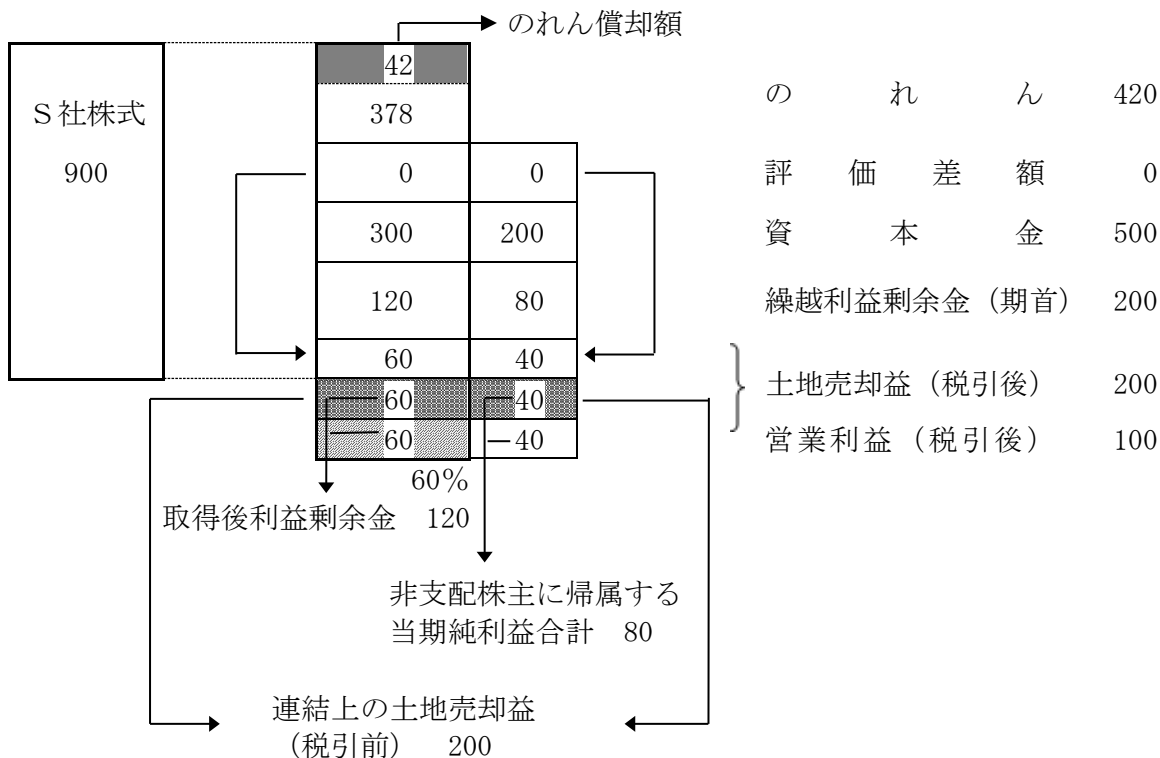 のれん償却額
42
378
S社株式
900
0 0
300 200
120 80
60 40
60 40
60 40
60%
のれん 420
評価差額 0
資本金 500
繰越利益剰余金（期首） 200
土地売却益（税引後） 200
営業利益（税引後） 100
取得後利益剰余金 120
非支配株主に帰属する
当期純利益合計 80
連結上の土地売却益
（税引前） 200